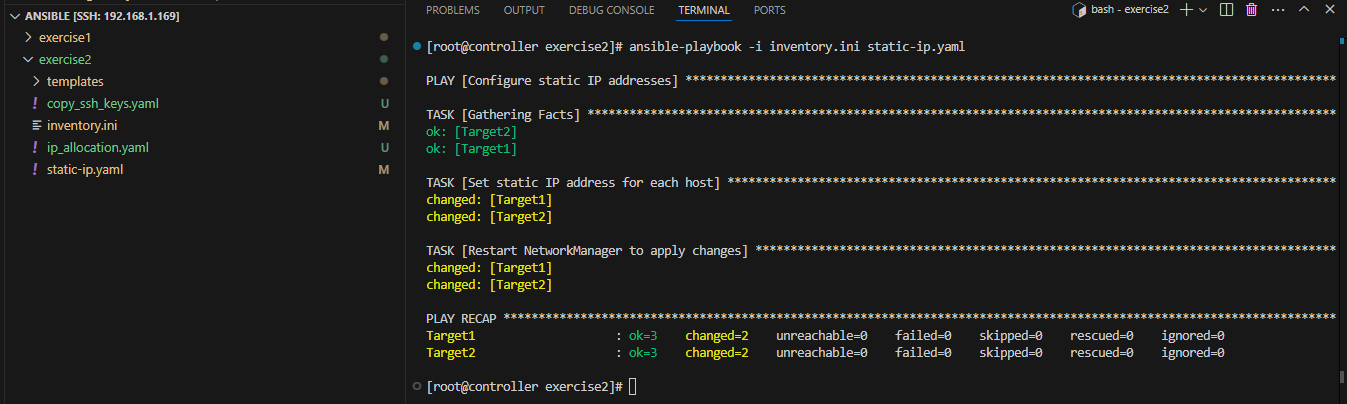 ANSIBLE [SSH: 192.168.1.169]
exercise1
exercise2
templates
copy_ssh_keys.yaml U
inventory.ini M
ip_allocation.yaml U
static-ip.yaml M
PROBLEMS OUTPUT DEBUG CONSOLE TERMINAL PORTS bash - exercise2
[root@controller exercise2]# ansible-playbook -i inventory.ini static-ip.yaml
PLAY [Configure static IP addresses] *********************************************************************************************
TASK [Gathering Facts] ***********************************************************************************************************
ok: [Target2]
ok: [Target1]
TASK [Set static IP address for each host] ***************************************************************************************
changed: [Target1]
changed: [Target2]
TASK [Restart NetworkManager to apply changes] ***********************************************************************************
changed: [Target1]
changed: [Target2]
PLAY RECAP ***********************************************************************************************************************
Target1 : ok=3 changed=2 unreachable=0 failed=0 skipped=0 rescued=0 ignored=0
Target2 : ok=3 changed=2 unreachable=0 failed=0 skipped=0 rescued=0 ignored=0
[root@controller exercise2]#